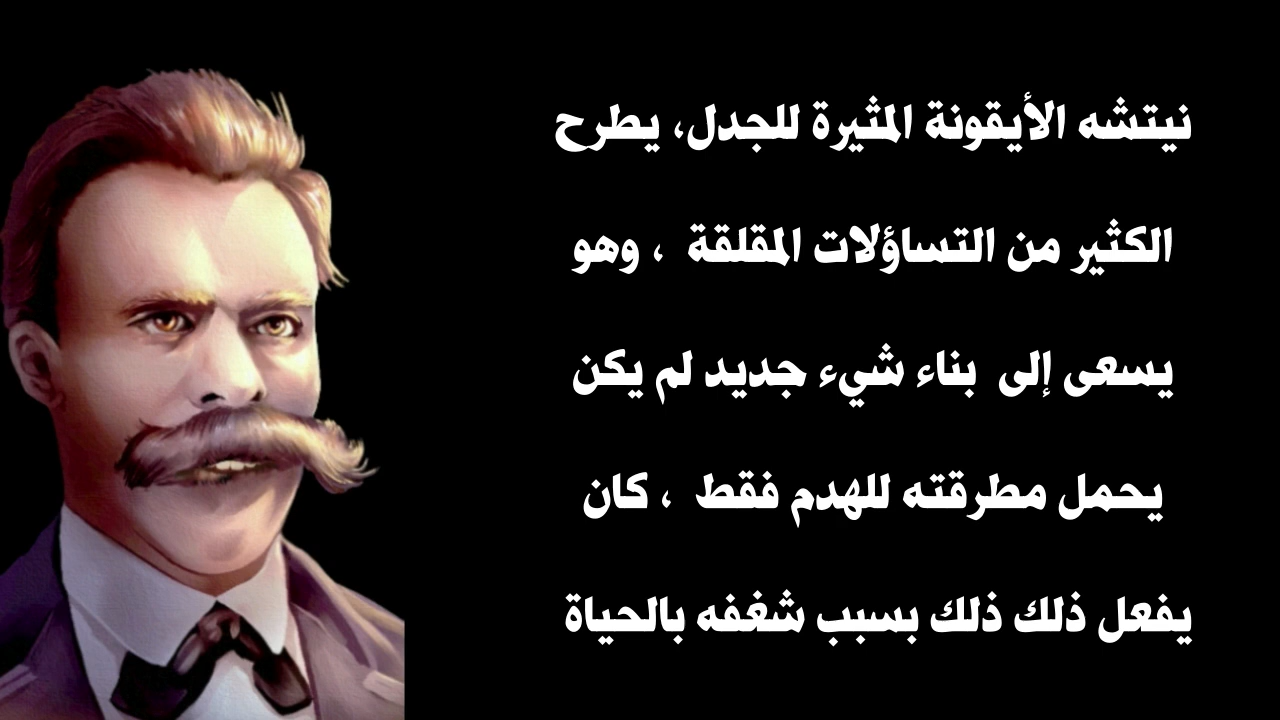 نيتشه الأيقونة المثيرة للجدل، يطرح
الكثير من التساؤلات المقلقة ، وهو
يسعى إلى بناء شيء جديد لم يكن
يحمل مطرقته للهدم فقط ، كان
يفعل ذلك ذلك بسبب شغفه بالحياة